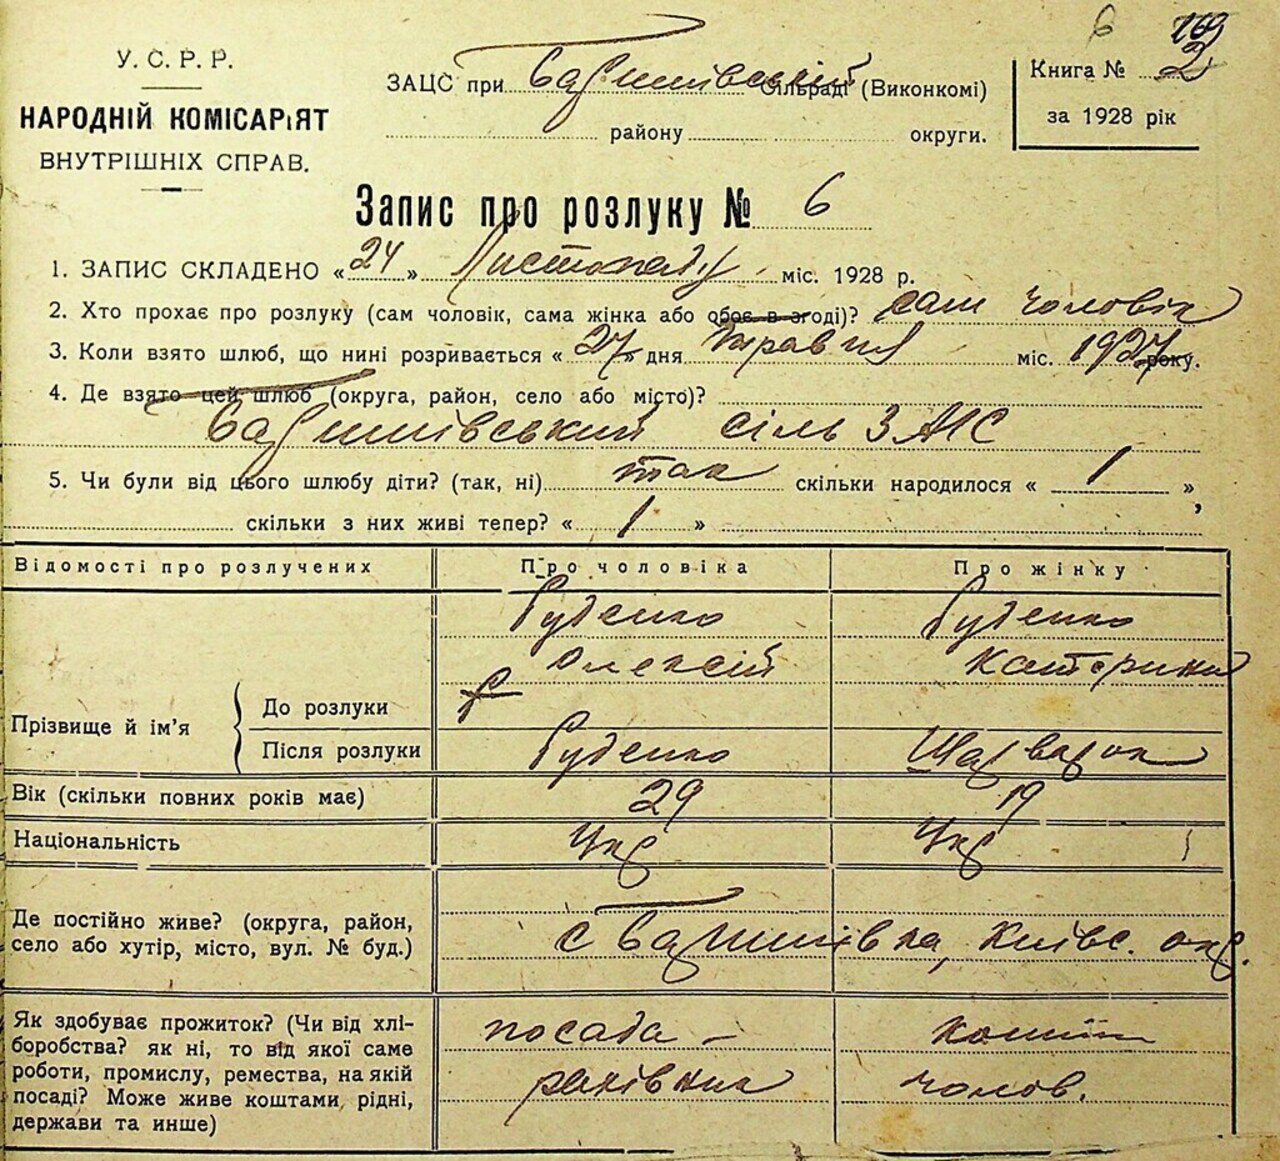 6 169
У. С. Р. Р.
НАРОДНІЙ КОМІСАРІЯТ
ВНУТРІШНІХ СПРАВ.
ЗАЦС при Баришівській Сільраді (Виконкомі)
району округи.
Книга № 2
за 1928 рік
Запис про розлуку № 6
1. ЗАПИС СКЛАДЕНО « 24 » Листопаду міс. 1928 р.
2. Хто прохає про розлуку (сам чоловік, сама жінка або обоє в згоді)? сам чоловік
3. Коли взято шлюб, що нині розривається « 27 дня травня міс. 1927 року.
4. Де взято цей шлюб (округа, район, село або місто)?
Баришівський сіль ЗАГС
5. Чи були від цього шлюбу діти? (так, ні) так скільки народилося « 1 » ,
скільки з них живі тепер? « 1 »
Відомості про розлучених Про чоловіка Про жінку
Руденко Руденко
Олексій Катерина
Прізвище й ім'я До розлуки
Після розлуки Руденко Шарварок
Вік (скільки повних років має) 29 19
Національність Укр Укр
Де постійно живе? (округа, район,
село або хутір, місто, вул. № буд.) с Баришівка, Київс. окр.
Як здобуває прожиток? (Чи від хлі-
боробства? як ні, то від якої саме
роботи, промислу, ремества, на якій
посаді? Може живе коштами рідні,
держави та инше)
посада – кошти
рахівник чолов.